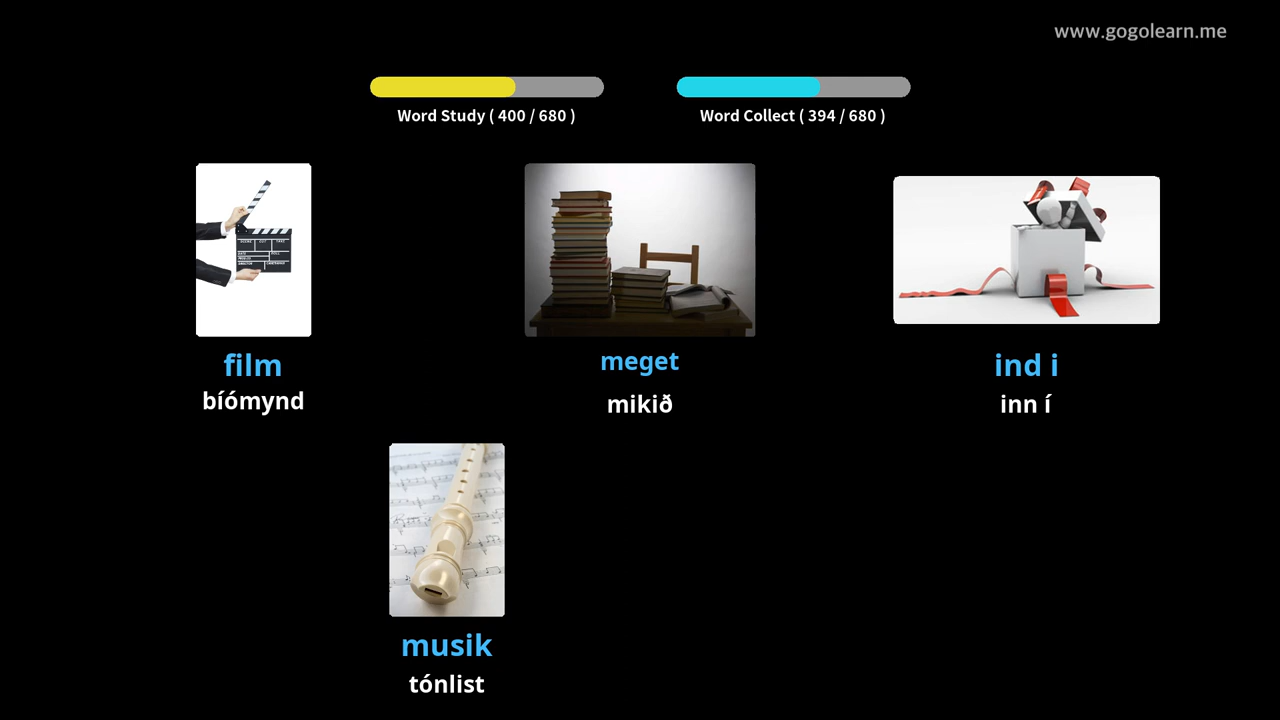 www.gogolearn.me
Word Study ( 400 / 680 )
Word Collect ( 394 / 680 )
film
bíómynd
meget
mikið
ind i
inn í
musik
tónlist